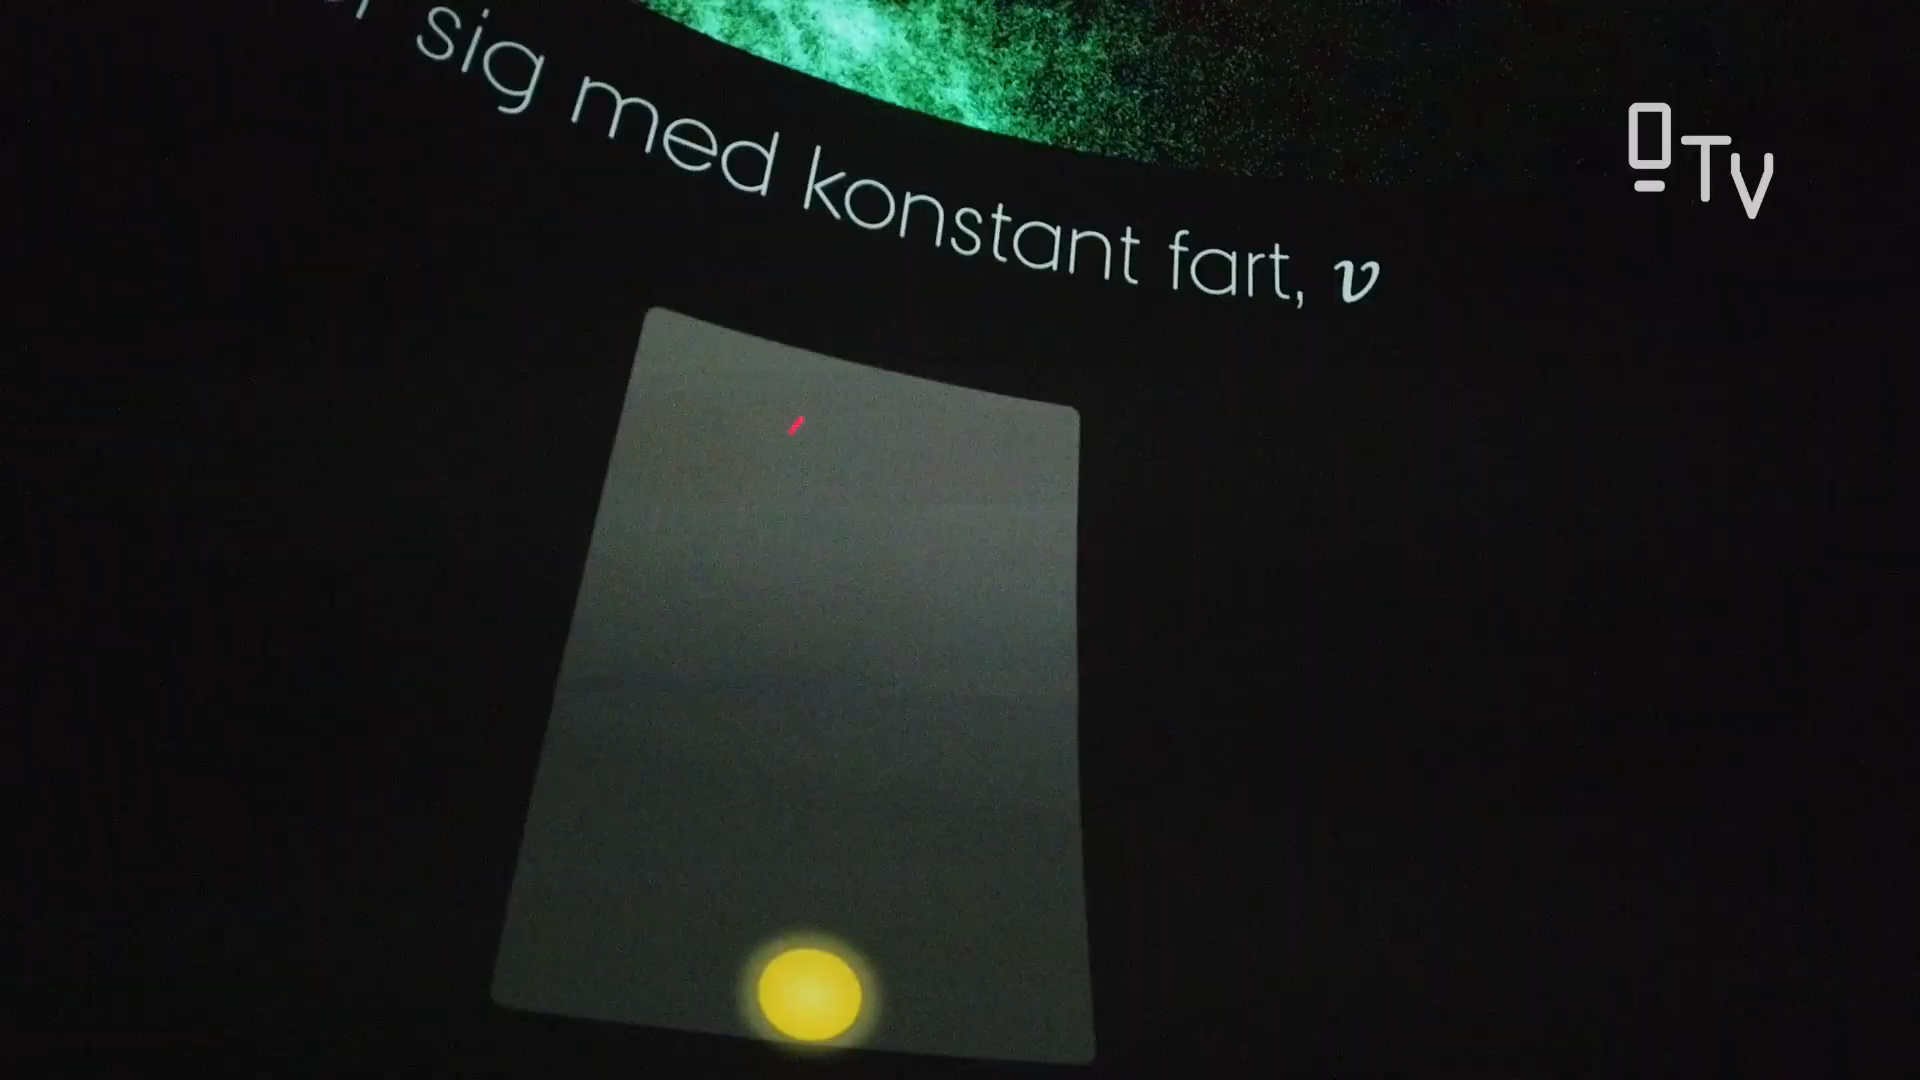 sig med konstant fart, v
TV